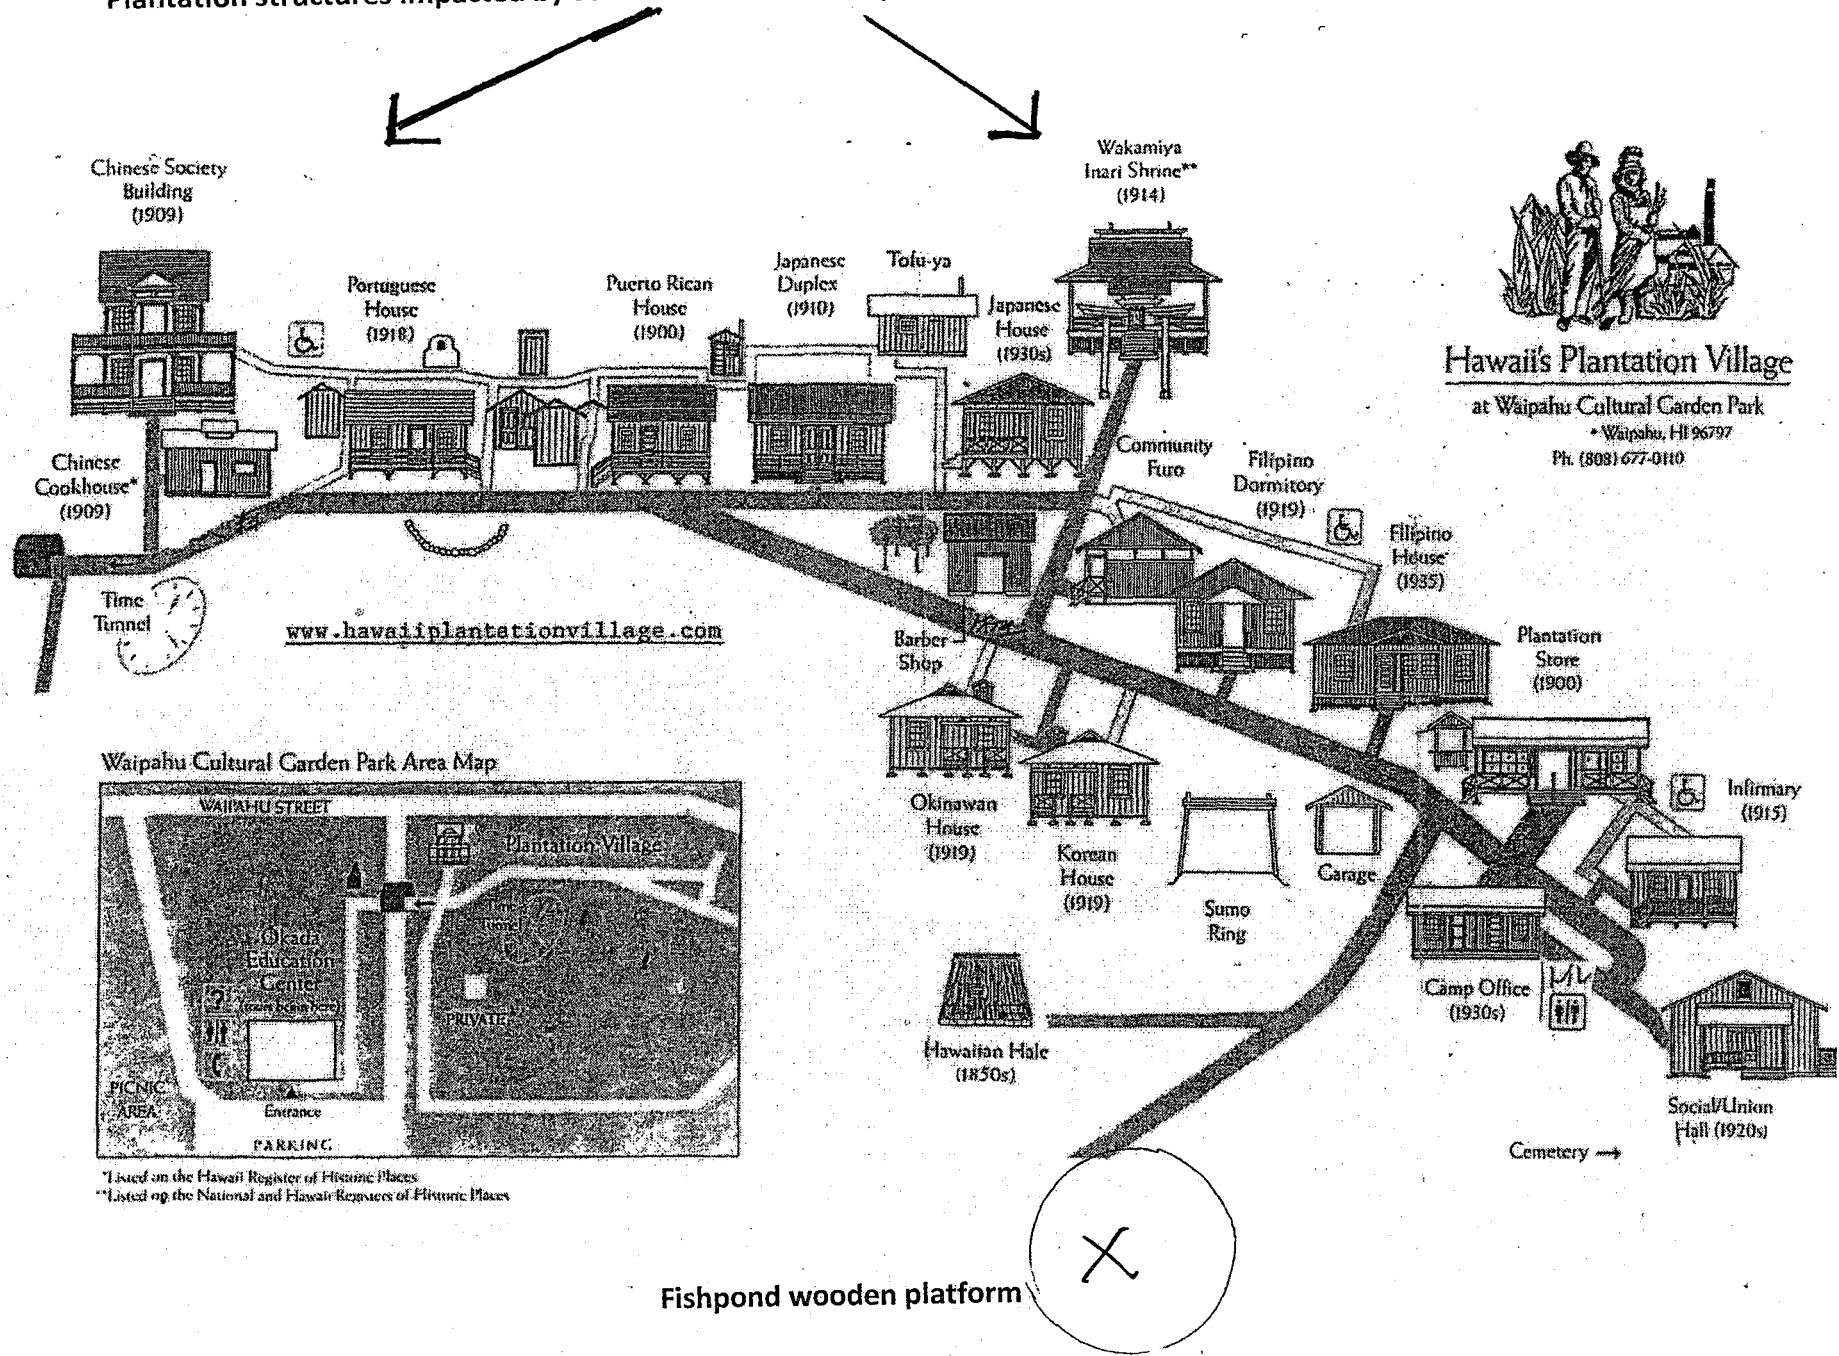 Plantation structures impacted by
Chinese Society
Building
(1909)
Portuguese
House
(1918)
Puerto Rican
House
(1900)
Japanese
Duplex
(1910)
Tofu-ya
Japanese
House
(1930s)
Wakamiya
Inari Shrine**
(1914)
Hawaii's Plantation Village
at Waipahu Cultural Garden Park
• Waipahu, HI 96797
Ph. (808) 677-0110
Chinese
Cookhouse*
(1909)
Community
Furo
Filipino
Dormitory
(1919)
Filipino
House
(1935)
Time
Tunnel
www.hawaiiplantationvillage.com
Barber
Shop
Plantation
Store
(1900)
Okinawan
House
(1919)
Korean
House
(1919)
Sumo
Ring
Garage
Infirmary
(1915)
Camp Office
(1930s)
Hawaiian Hale
(1850s)
Social/Union
Hall (1920s)
Cemetery →
Waipahu Cultural Garden Park Area Map
WAIPAHU STREET
Plantation Village
Time
Tunnel
Okada
Education
Center
(tours begin here)
?
PRIVATE
PICNIC
AREA
Entrance
PARKING
*Listed on the Hawaii Register of Historic Places
**Listed on the National and Hawaii Registers of Historic Places
X
Fishpond wooden platform